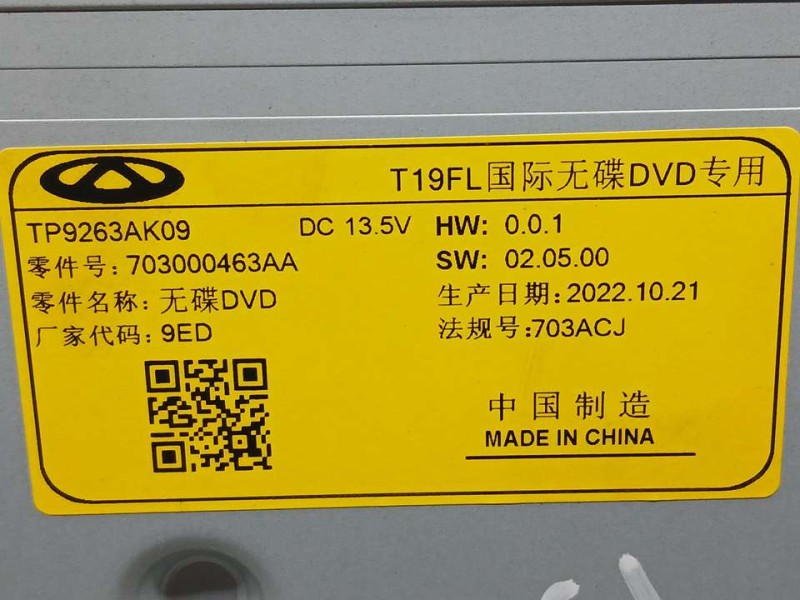 T19FL国际无碟DVD专用
TP9263AK09 DC 13.5V HW: 0.0.1
零件号:703000463AA SW: 02.05.00
零件名称: 无碟DVD 生产日期:2022.10.21
厂家代码: 9ED 法规号:703ACJ
中国制造
MADE IN CHINA